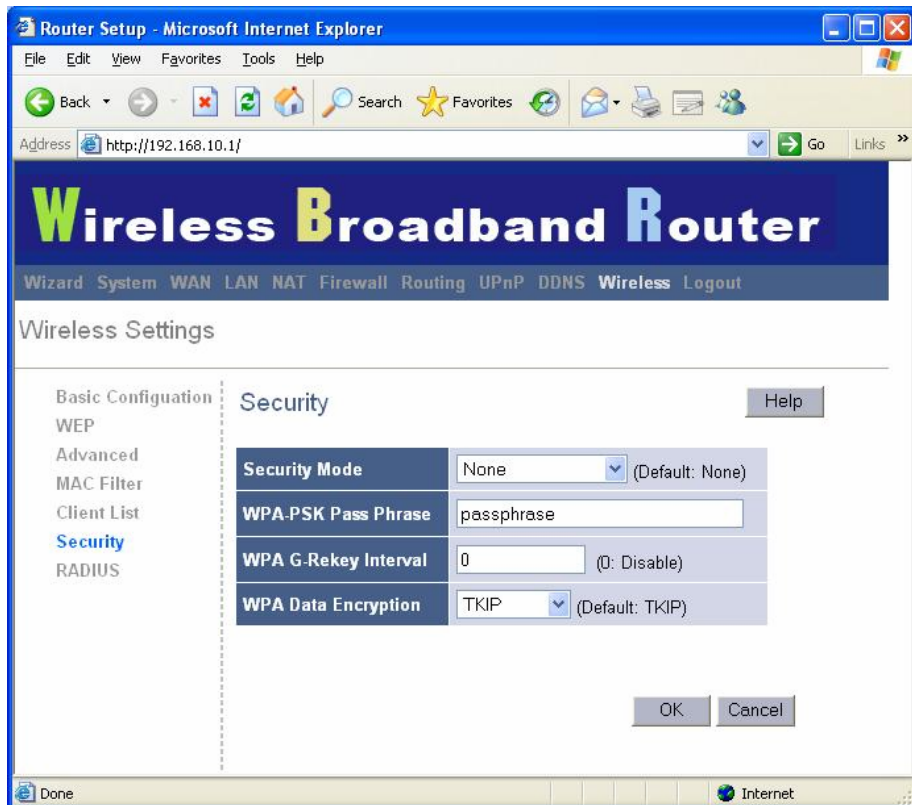 Router Setup - Microsoft Internet Explorer
File Edit View Favorites Tools Help
Back Search Favorites
Address http://192.168.10.1/ Go Links »
Wireless Broadband Router
Wizard System WAN LAN NAT Firewall Routing UPnP DDNS Wireless Logout
Wireless Settings
Basic Configuation
WEP
Advanced
MAC Filter
Client List
Security
RADIUS
Security Help
Security Mode None (Default: None)
WPA-PSK Pass Phrase passphrase
WPA G-Rekey Interval 0 (0: Disable)
WPA Data Encryption TKIP (Default: TKIP)
OK Cancel
Done Internet